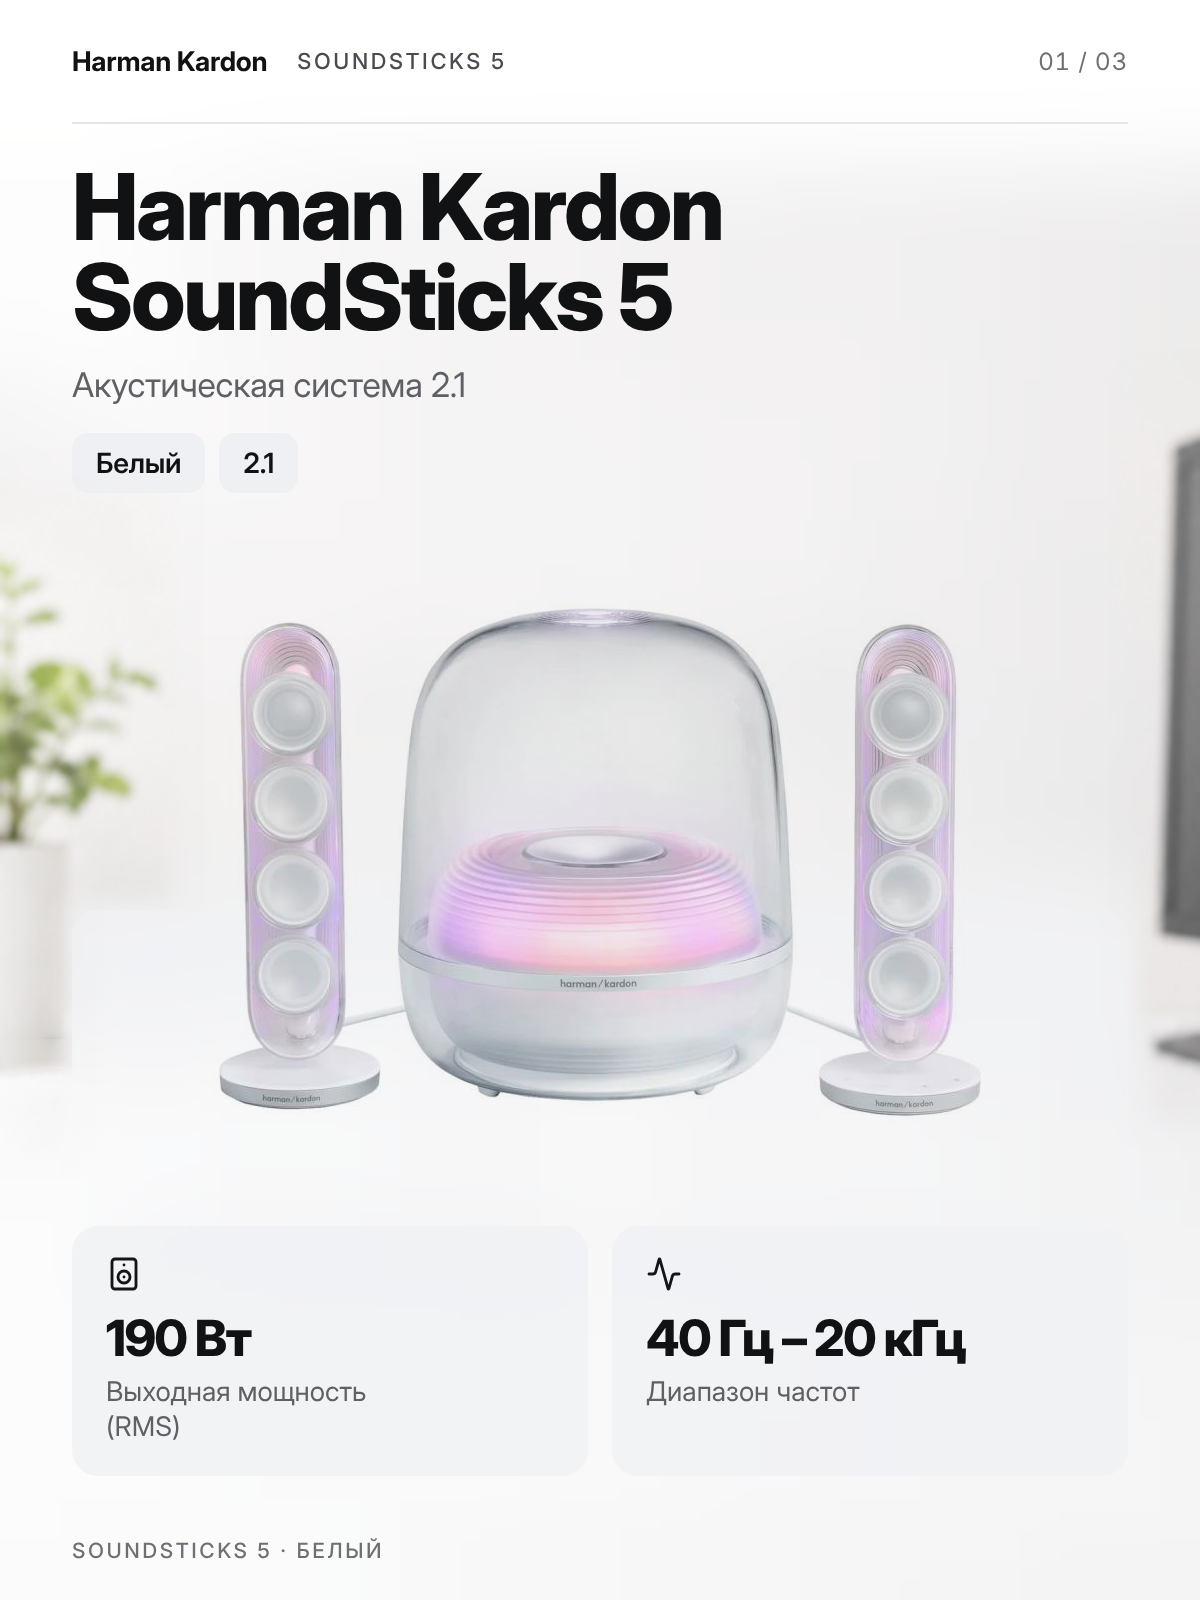 Harman Kardon SOUNDSTICKS 5 01 / 03
Harman Kardon
SoundSticks 5
Акустическая система 2.1
Белый 2.1
harman/kardon
harman/kardon
harman/kardon
190 Вт
Выходная мощность
(RMS)
40 Гц – 20 кГц
Диапазон частот
SOUNDSTICKS 5 · БЕЛЫЙ